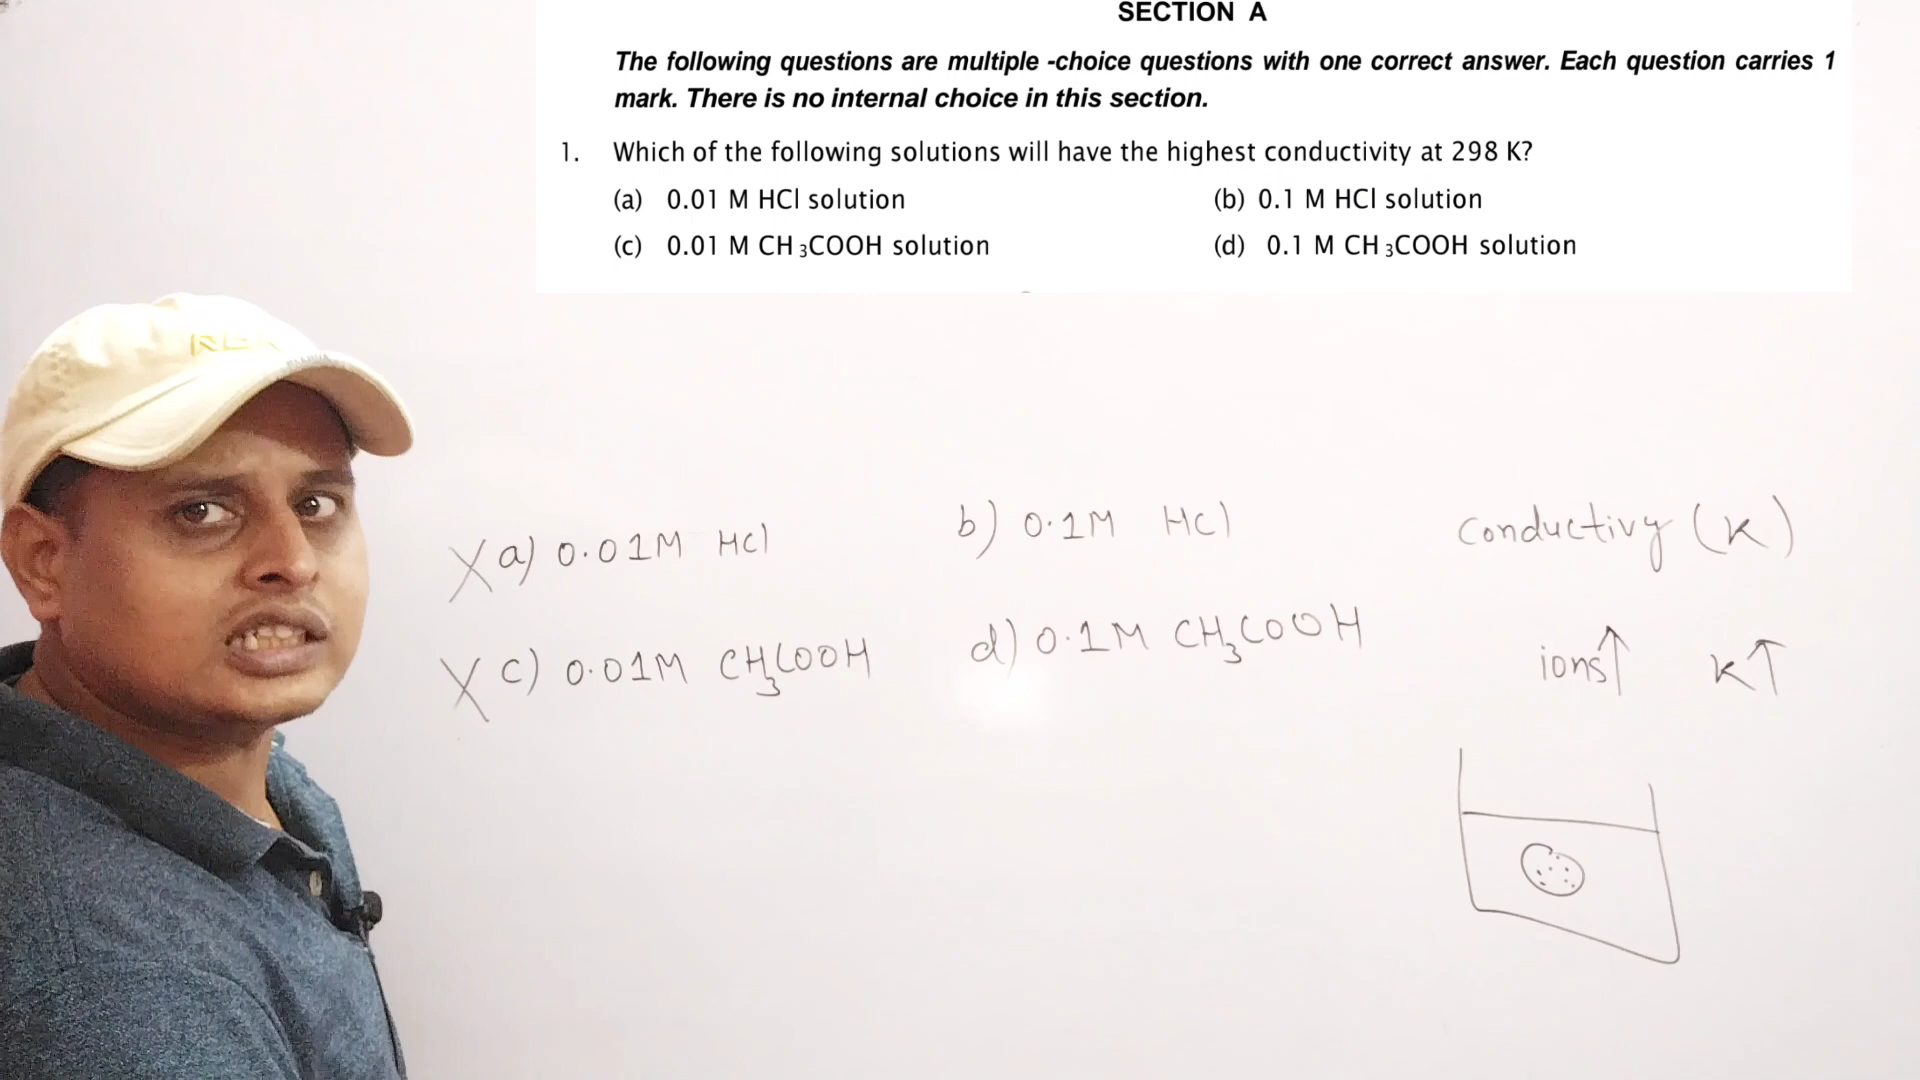 SECTION A
The following questions are multiple -choice questions with one correct answer. Each question carries 1
mark. There is no internal choice in this section.
1. Which of the following solutions will have the highest conductivity at 298 K?
(a) 0.01 M HCl solution (b) 0.1 M HCl solution
(c) 0.01 M CH3COOH solution (d) 0.1 M CH3COOH solution
X a) 0.01M HCl b) 0.1M HCl Conductivy (K)
X c) 0.01M CH3COOH d) 0.1M CH3COOH ions↑ K↑